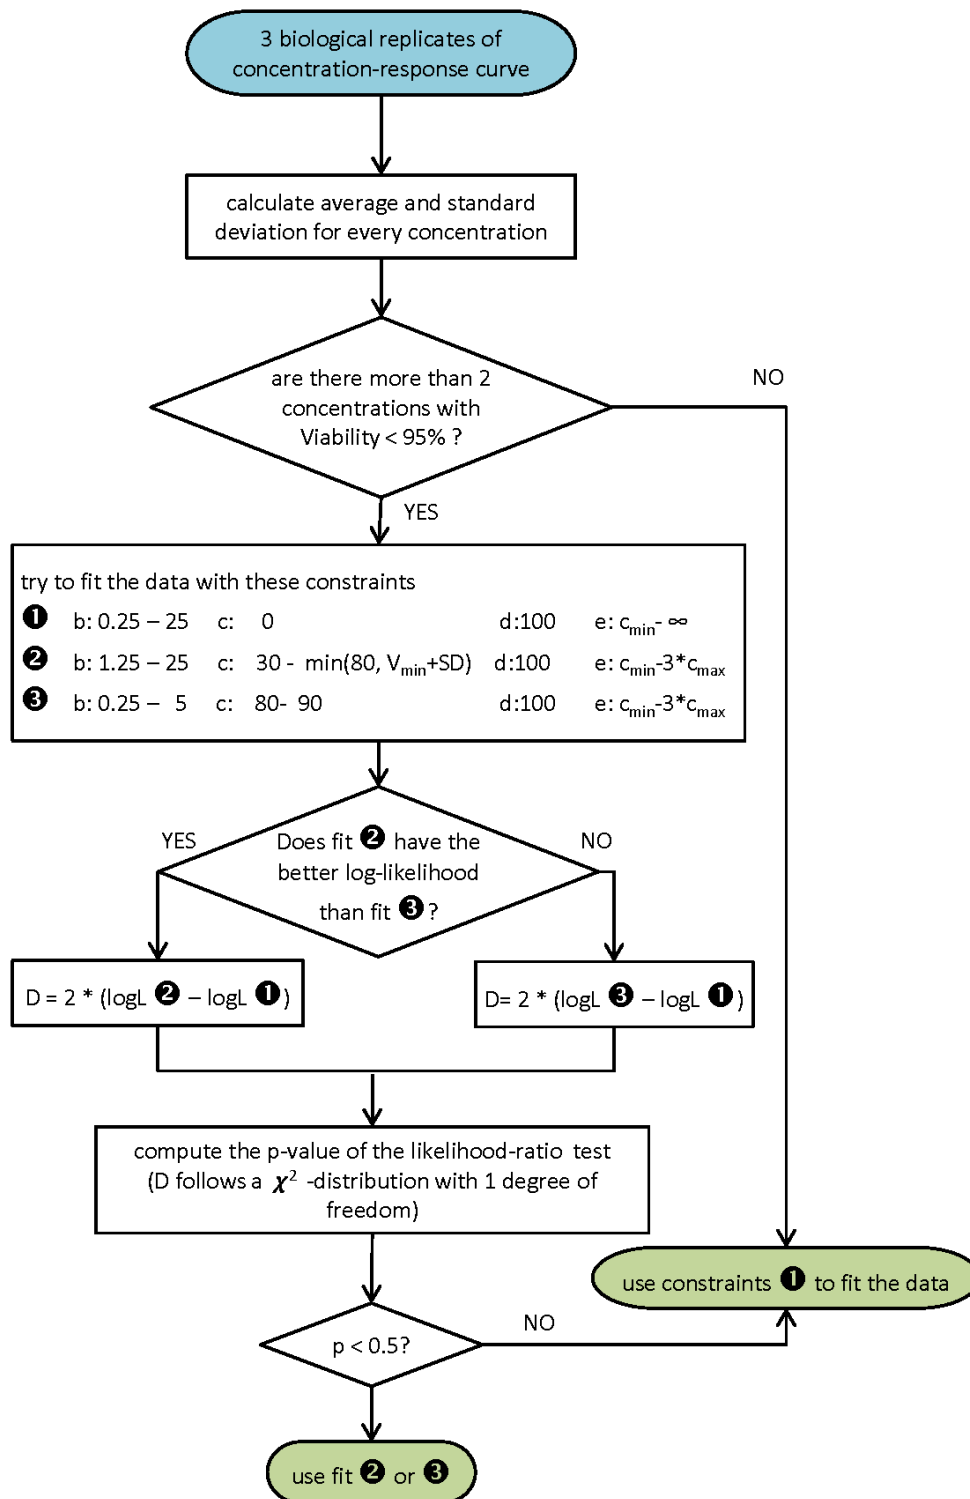 3 biological replicates of
concentration-response curve
calculate average and standard
deviation for every concentration
are there more than 2
concentrations with
Viability < 95% ?
NO
YES
try to fit the data with these constraints
❶ b: 0.25 – 25 c: 0 d:100 e: cmin- ∞
❷ b: 1.25 – 25 c: 30 - min(80, Vmin+SD) d:100 e: cmin-3*cmax
❸ b: 0.25 – 5 c: 80- 90 d:100 e: cmin-3*cmax
YES
Does fit ❷ have the
better log-likelihood
than fit ❸ ?
NO
D = 2 * (logL ❷ – logL ❶ )
D= 2 * (logL ❸ – logL ❶ )
compute the p-value of the likelihood-ratio test
(D follows a χ² -distribution with 1 degree of
freedom)
use constraints ❶ to fit the data
p < 0.5?
NO
use fit ❷ or ❸